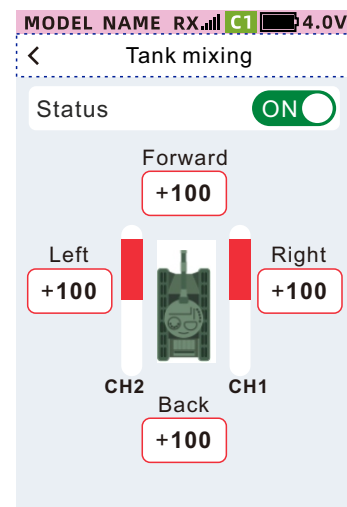 MODEL NAME RX C1 4.0V
< Tank mixing
Status ON
Forward
+100
Left Right
+100 +100
CH2 CH1
Back
+100